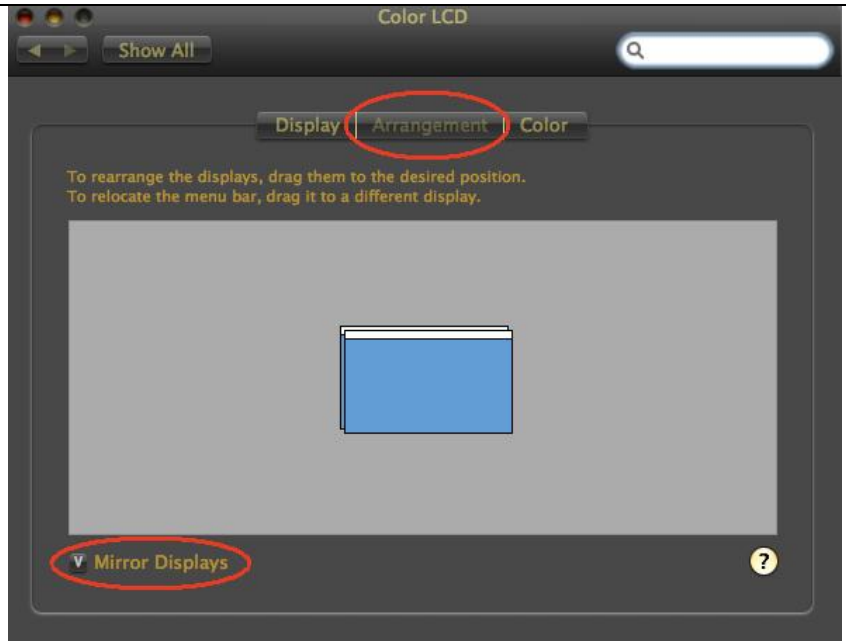 Color LCD
Show All
Display Arrangement Color
To rearrange the displays, drag them to the desired position.
To relocate the menu bar, drag it to a different display.
V Mirror Displays
?